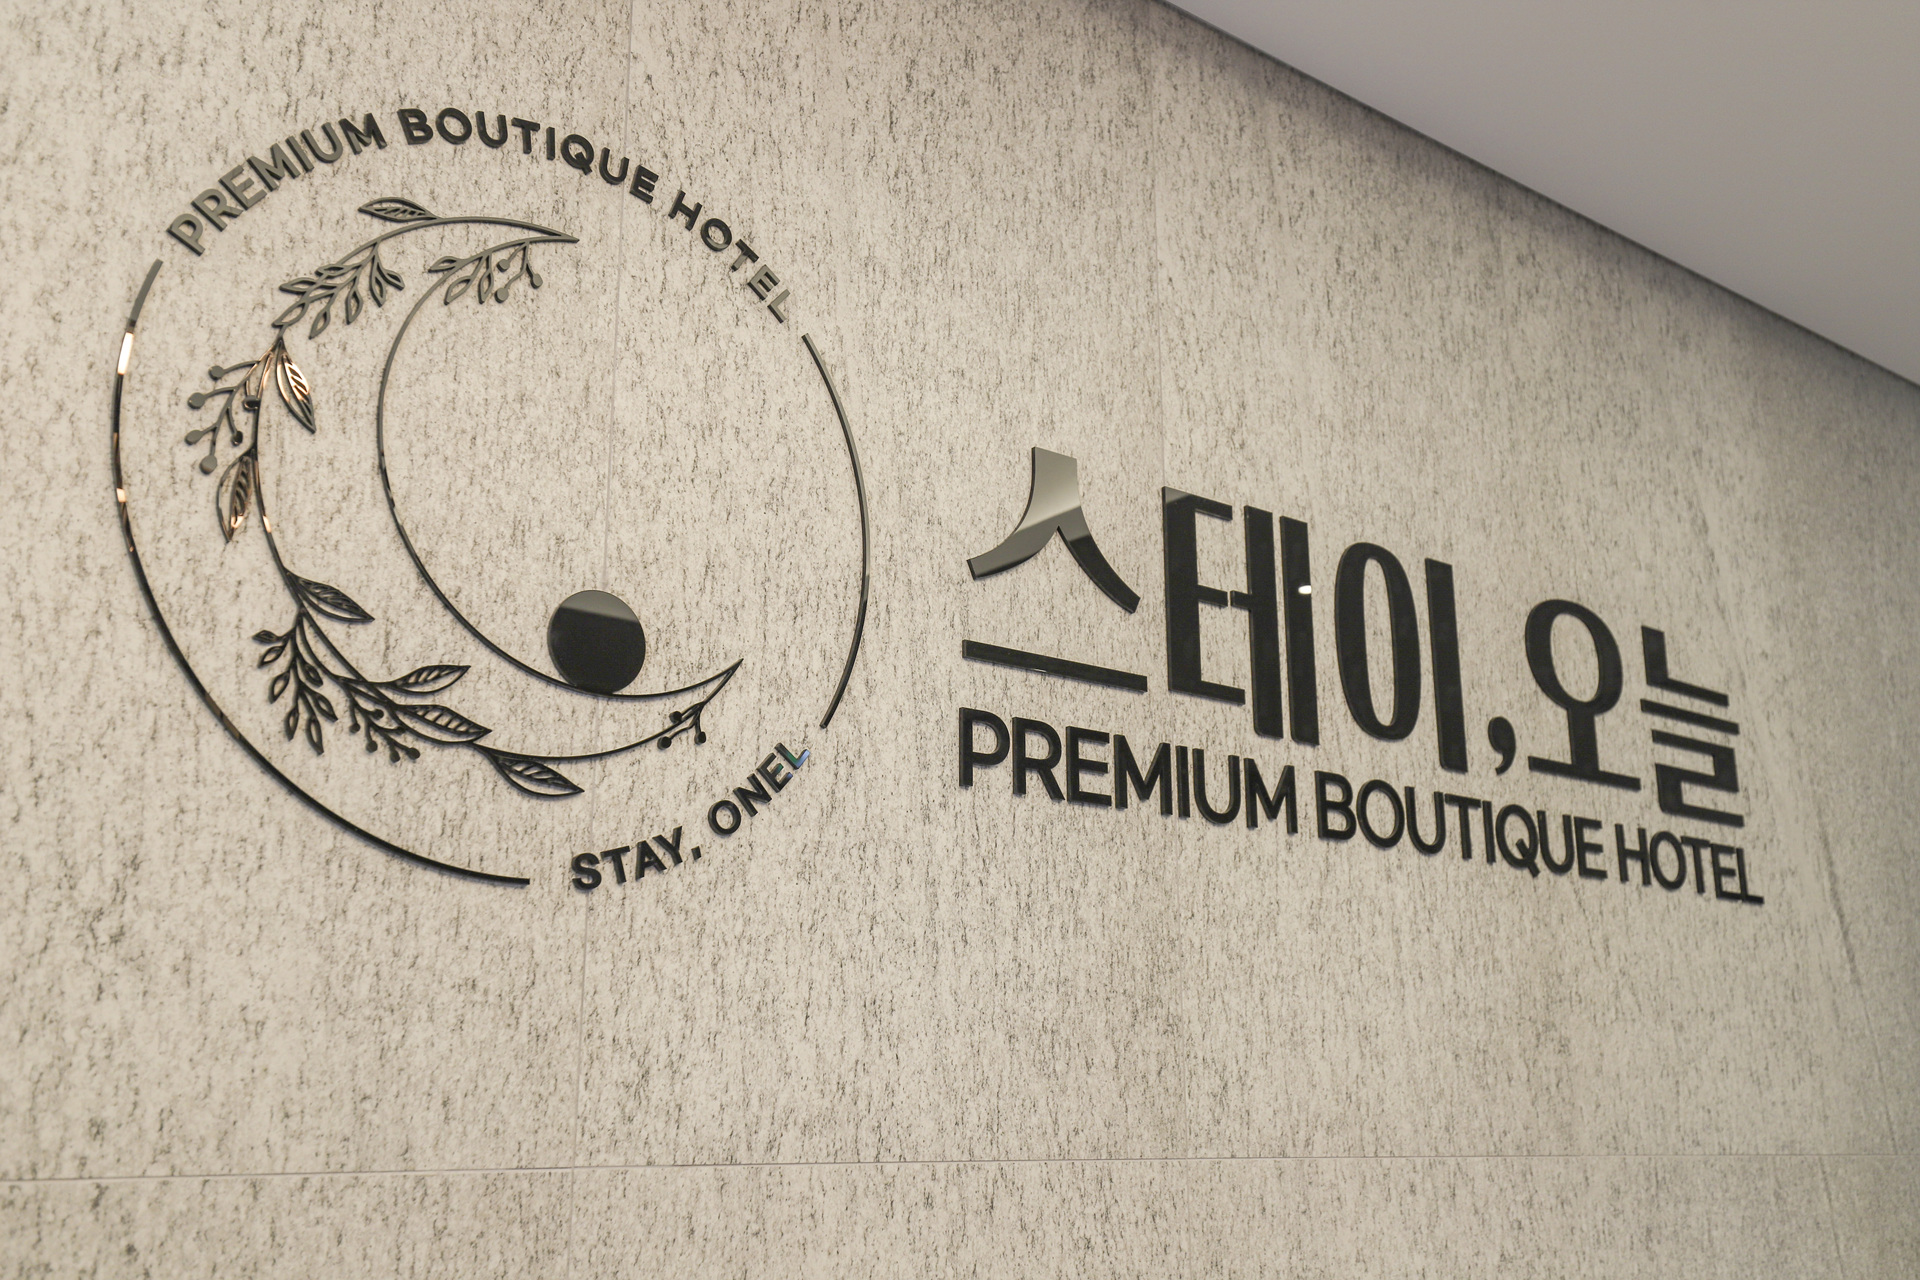 PREMIUM BOUTIQUE HOTEL
STAY, ONEL
스테이,오늘
PREMIUM BOUTIQUE HOTEL